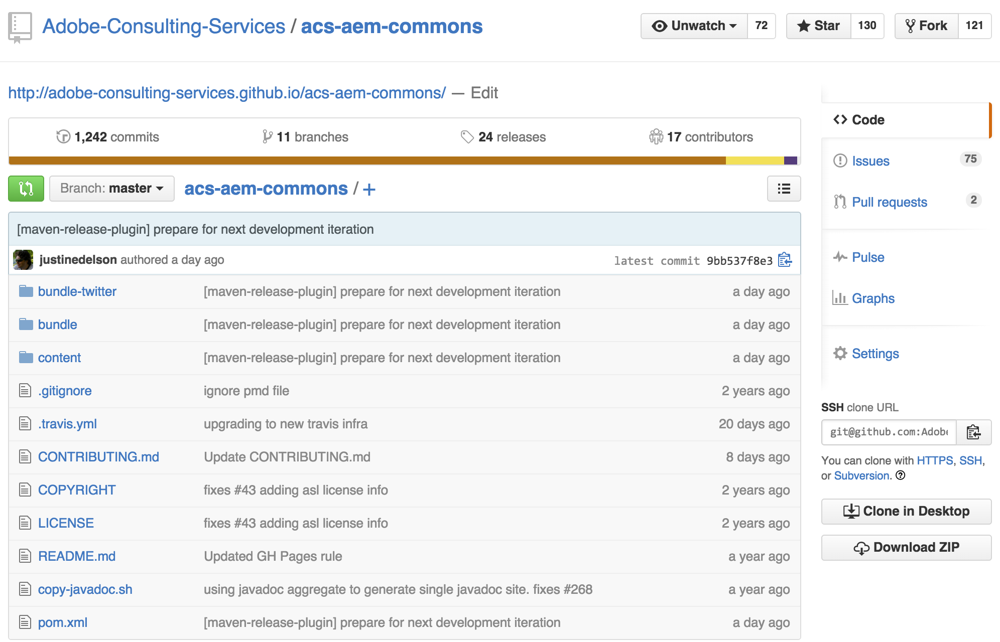 Adobe-Consulting-Services / acs-aem-commons
Unwatch 72
Star 130
Fork 121
http://adobe-consulting-services.github.io/acs-aem-commons/ — Edit
1,242 commits
11 branches
24 releases
17 contributors
Branch: master
acs-aem-commons / +
[maven-release-plugin] prepare for next development iteration
justinedelson authored a day ago
latest commit 9bb537f8e3
bundle-twitter [maven-release-plugin] prepare for next development iteration a day ago
bundle [maven-release-plugin] prepare for next development iteration a day ago
content [maven-release-plugin] prepare for next development iteration a day ago
.gitignore ignore pmd file 2 years ago
.travis.yml upgrading to new travis infra 20 days ago
CONTRIBUTING.md Update CONTRIBUTING.md 8 days ago
COPYRIGHT fixes #43 adding asl license info 2 years ago
LICENSE fixes #43 adding asl license info 2 years ago
README.md Updated GH Pages rule a year ago
copy-javadoc.sh using javadoc aggregate to generate single javadoc site. fixes #268 a year ago
pom.xml [maven-release-plugin] prepare for next development iteration a day ago
Code
Issues 75
Pull requests 2
Pulse
Graphs
Settings
SSH clone URL
git@github.com:Adobe
You can clone with HTTPS, SSH,
or Subversion.
Clone in Desktop
Download ZIP